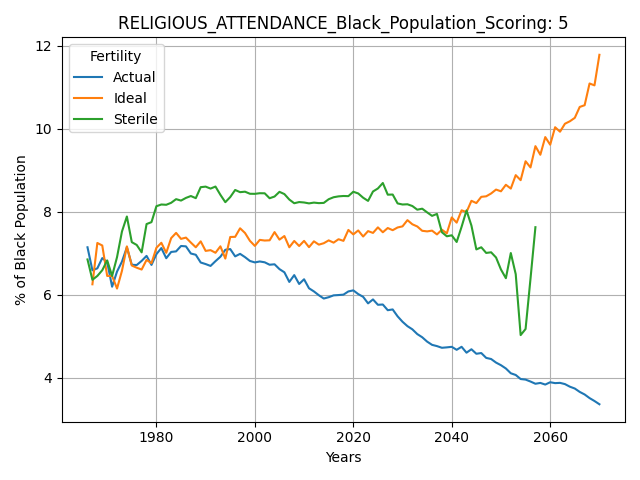 RELIGIOUS_ATTENDANCE_Black_Population_Scoring: 5
% of Black Population
12
10
8
6
4
Fertility
Actual
Ideal
Sterile
1980
2000
2020
2040
2060
Years